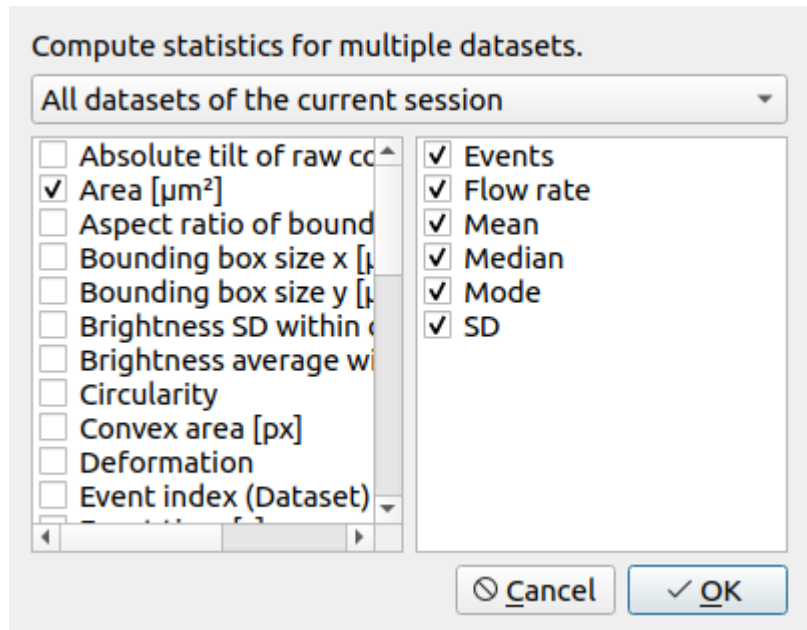 Compute statistics for multiple datasets.
All datasets of the current session
Absolute tilt of raw
Area [µm²]
Aspect ratio of bound
Bounding box size x
Bounding box size y
Brightness SD within
Brightness average
Circularity
Convex area [px]
Deformation
Event index (Dataset)
Events
Flow rate
Mean
Median
Mode
SD
Cancel
OK